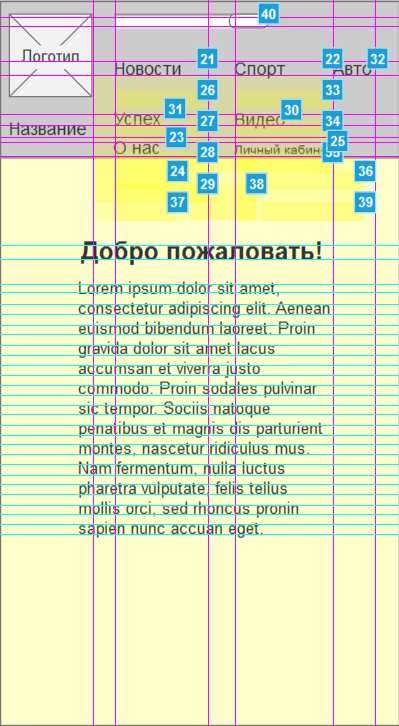 40
Логотип
21 22 32
Новости Спорт Авто
26 33
31 30
Успех Видео
27 34
Название
23 25
О нас Личный кабин
28 35
24 36
29 38
37 39
Добро пожаловать!
Lorem ipsum dolor sit amet,
consectetur adipiscing elit. Aenean
euismod bibendum laoreet. Proin
gravida dolor sit amet lacus
accumsan et viverra justo
commodo. Proin sodales pulvinar
sic tempor. Sociis natoque
penatibus et magnis dis parturient
montes, nascetur ridiculus mus.
Nam fermentum, nulla luctus
pharetra vulputate, felis tellus
mollis orci, sed rhoncus pronin
sapien nunc accuan eget.